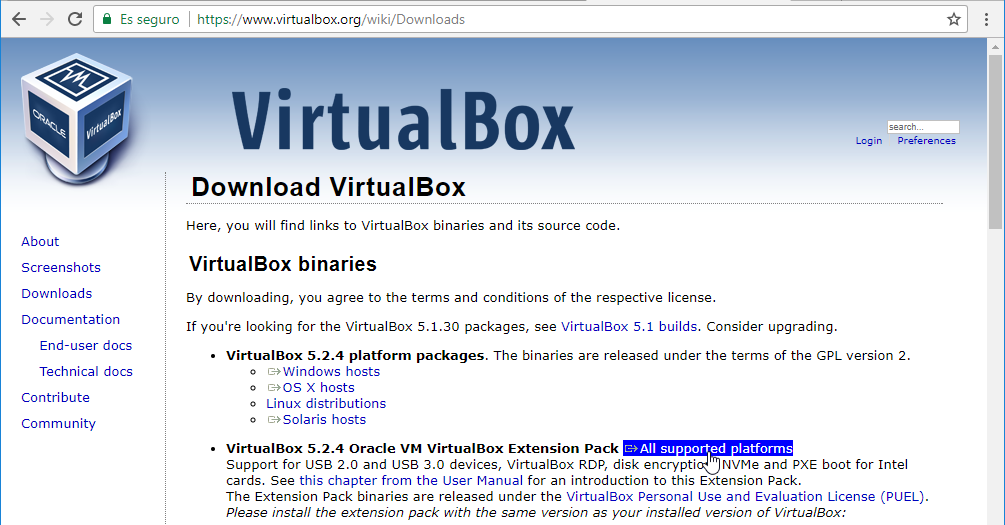 Es seguro https://www.virtualbox.org/wiki/Downloads
ORACLE
VirtualBox
VirtualBox
search...
Login Preferences
Download VirtualBox
Here, you will find links to VirtualBox binaries and its source code.
About
Screenshots
Downloads
Documentation
End-user docs
Technical docs
Contribute
Community
VirtualBox binaries
By downloading, you agree to the terms and conditions of the respective license.
If you're looking for the VirtualBox 5.1.30 packages, see VirtualBox 5.1 builds. Consider upgrading.
• VirtualBox 5.2.4 platform packages. The binaries are released under the terms of the GPL version 2.
Windows hosts
OS X hosts
Linux distributions
Solaris hosts
• VirtualBox 5.2.4 Oracle VM VirtualBox Extension Pack All supported platforms
Support for USB 2.0 and USB 3.0 devices, VirtualBox RDP, disk encryption, NVMe and PXE boot for Intel
cards. See this chapter from the User Manual for an introduction to this Extension Pack.
The Extension Pack binaries are released under the VirtualBox Personal Use and Evaluation License (PUEL).
Please install the extension pack with the same version as your installed version of VirtualBox: